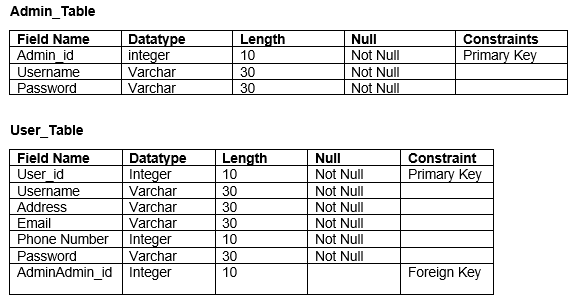 Admin_Table
Field Name Datatype Length Null Constraints
Admin_id integer 10 Not Null Primary Key
Username Varchar 30 Not Null
Password Varchar 30 Not Null
User_Table
Field Name Datatype Length Null Constraint
User_id Integer 10 Not Null Primary Key
Username Varchar 30 Not Null
Address Varchar 30 Not Null
Email Varchar 30 Not Null
Phone Number Integer 10 Not Null
Password Varchar 30 Not Null
AdminAdmin_id Integer 10 Foreign Key